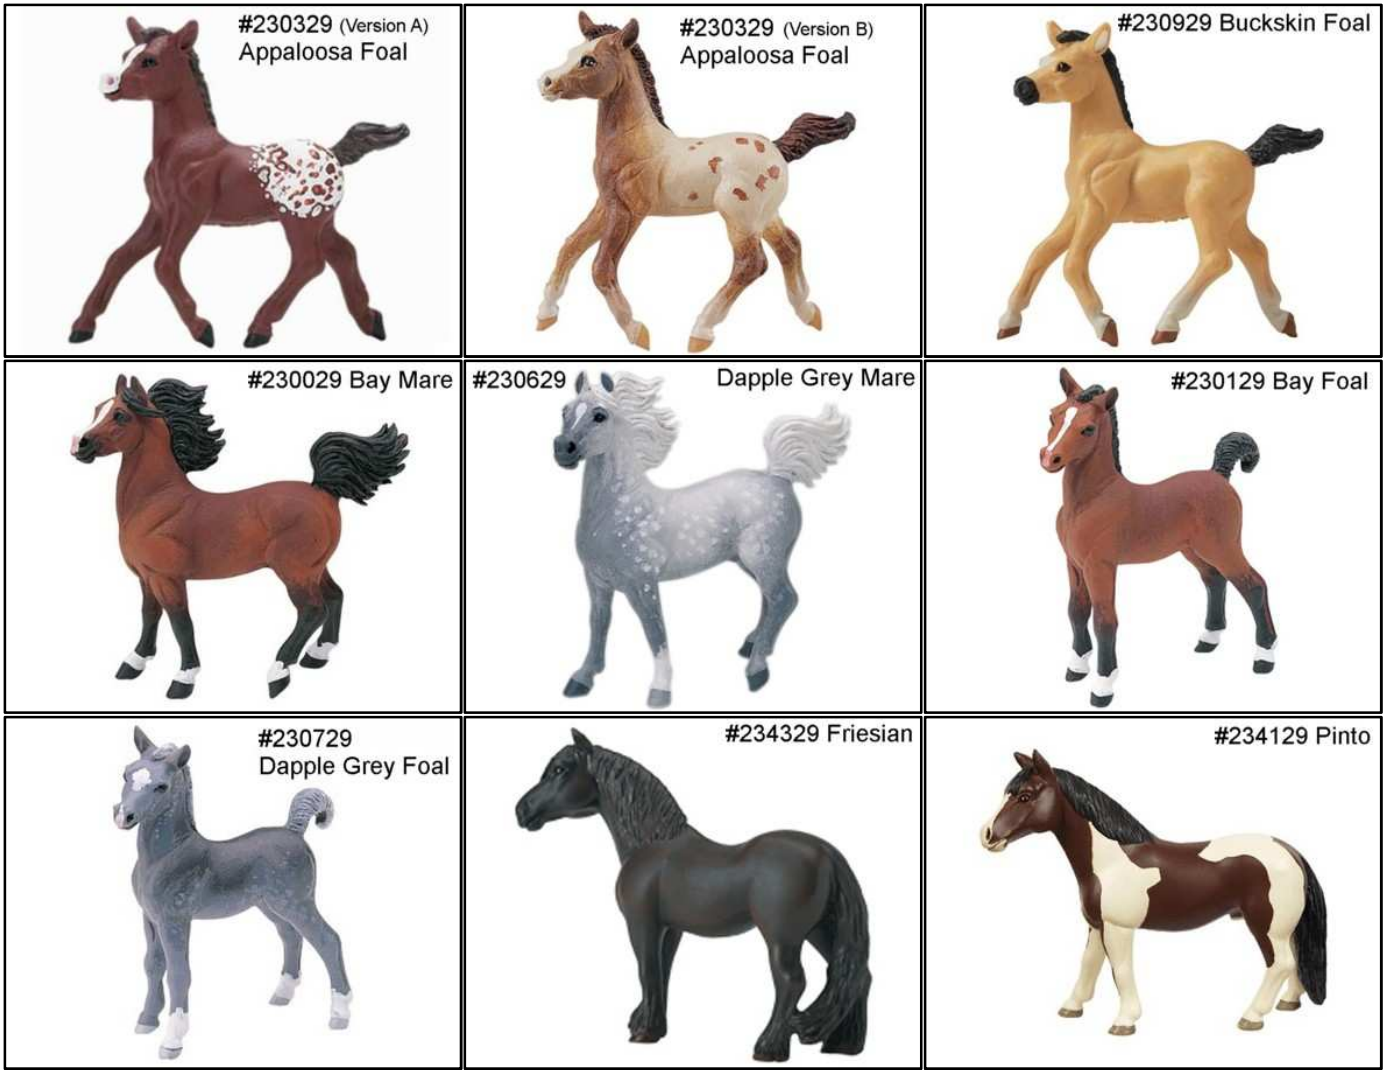 #230329 (Version A)
Appaloosa Foal
#230329 (Version B)
Appaloosa Foal
#230929 Buckskin Foal
#230029 Bay Mare
#230629 Dapple Grey Mare
#230129 Bay Foal
#230729
Dapple Grey Foal
#234329 Friesian
#234129 Pinto